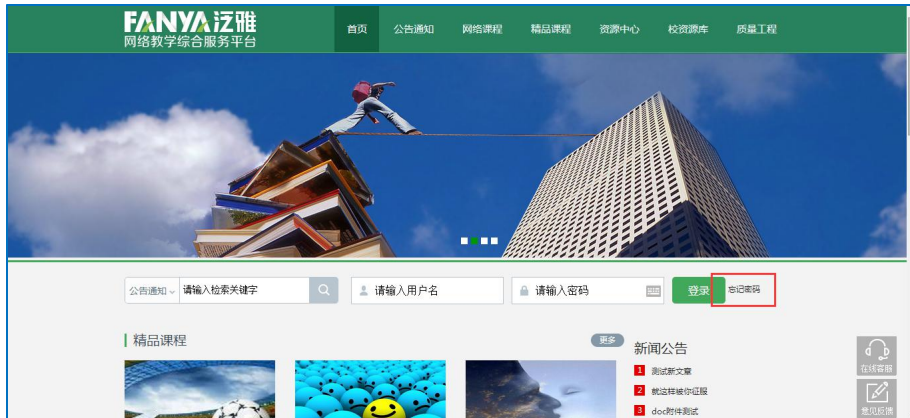 FANYA 泛雅
网络教学综合服务平台
首页 公告通知 网络课程 精品课程 资源中心 校资源库 质量工程
公告通知 请输入检索关键字 请输入用户名 请输入密码 登录 忘记密码
精品课程 更多
新闻公告
1 测试新文章
2 就这样被你征服
3 doc附件测试
在线客服
意见反馈